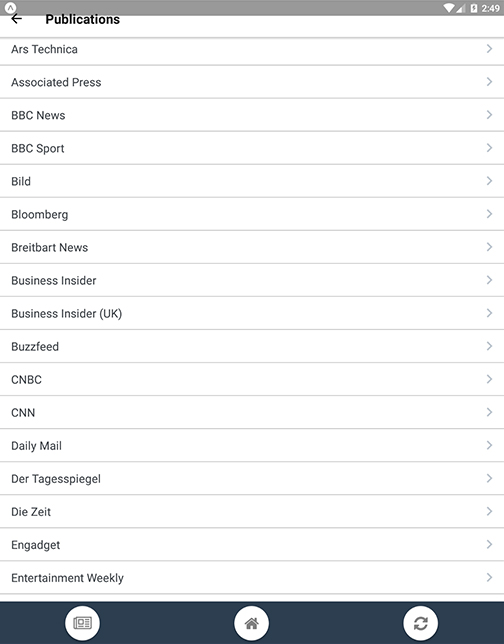 2:49
Publications
Ars Technica
Associated Press
BBC News
BBC Sport
Bild
Bloomberg
Breitbart News
Business Insider
Business Insider (UK)
Buzzfeed
CNBC
CNN
Daily Mail
Der Tagesspiegel
Die Zeit
Engadget
Entertainment Weekly